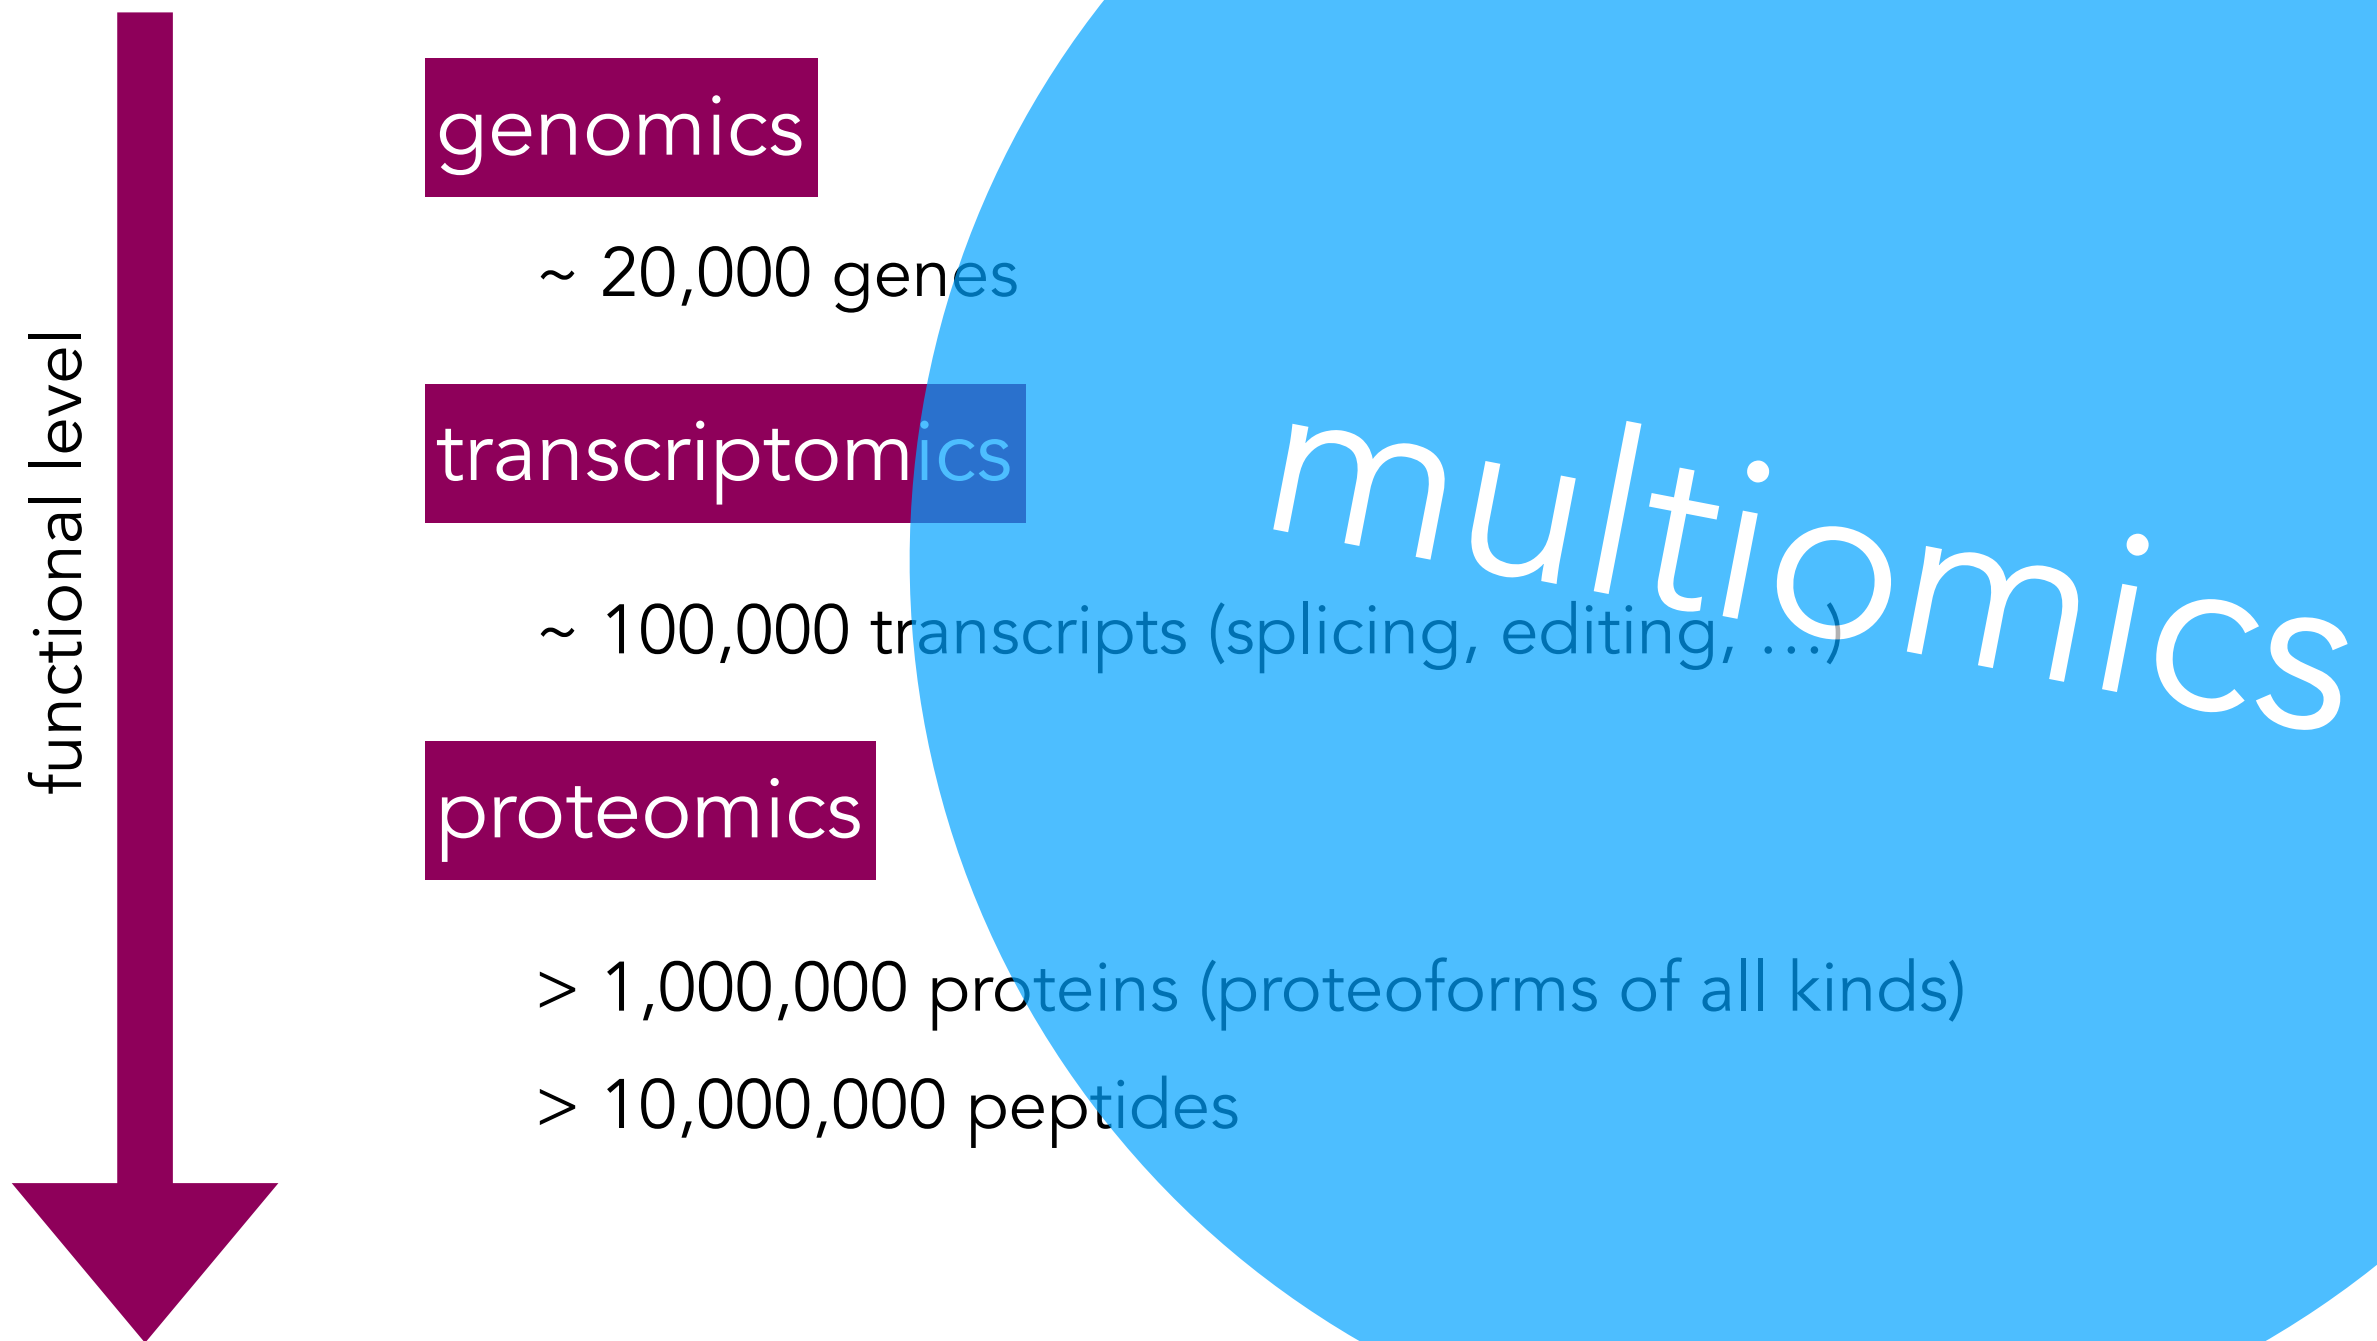 functional level
genomics
~ 20,000 genes
transcriptomics
~ 100,000 transcripts (splicing, editing, …)
proteomics
> 1,000,000 proteins (proteoforms of all kinds)
> 10,000,000 peptides
multiomics